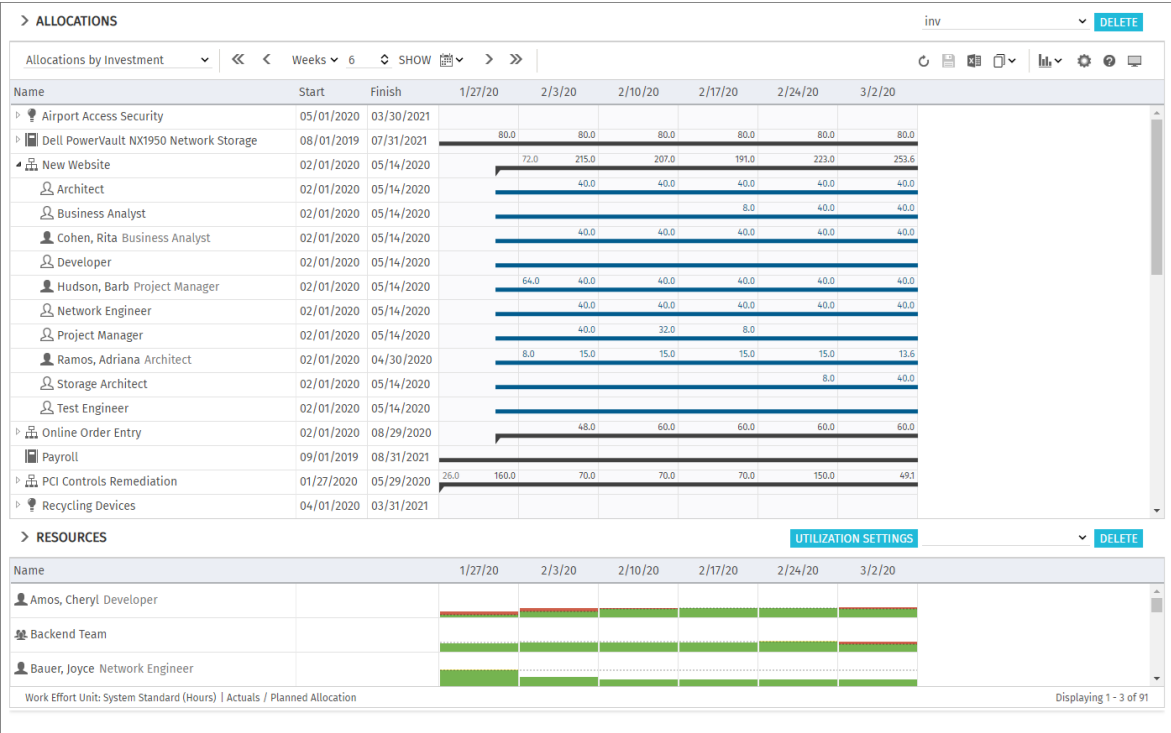 ALLOCATIONS inv DELETE
Allocations by Investment Weeks 6 SHOW
Name Start Finish 1/27/20 2/3/20 2/10/20 2/17/20 2/24/20 3/2/20
Airport Access Security 05/01/2020 03/30/2021
Dell PowerVault NX1950 Network Storage 08/01/2019 07/31/2021 80.0 80.0 80.0 80.0 80.0 80.0
New Website 02/01/2020 05/14/2020 72.0 215.0 207.0 191.0 223.0 253.6
Architect 02/01/2020 05/14/2020 40.0 40.0 40.0 40.0 40.0
Business Analyst 02/01/2020 05/14/2020 8.0 40.0 40.0
Cohen, Rita Business Analyst 02/01/2020 05/14/2020 40.0 40.0 40.0 40.0 40.0
Developer 02/01/2020 05/14/2020
Hudson, Barb Project Manager 02/01/2020 05/14/2020 64.0 40.0 40.0 40.0 40.0 40.0
Network Engineer 02/01/2020 05/14/2020 40.0 40.0 40.0 40.0 40.0
Project Manager 02/01/2020 05/14/2020 40.0 32.0 8.0
Ramos, Adriana Architect 02/01/2020 04/30/2020 8.0 15.0 15.0 15.0 15.0 13.6
Storage Architect 02/01/2020 05/14/2020 8.0 40.0
Test Engineer 02/01/2020 05/14/2020
Online Order Entry 02/01/2020 08/29/2020 48.0 60.0 60.0 60.0 60.0
Payroll 09/01/2019 08/31/2021
PCI Controls Remediation 01/27/2020 05/29/2020 26.0 160.0 70.0 70.0 70.0 150.0 49.1
Recycling Devices 04/01/2020 03/31/2021
RESOURCES UTILIZATION SETTINGS DELETE
Name 1/27/20 2/3/20 2/10/20 2/17/20 2/24/20 3/2/20
Amos, Cheryl Developer
Backend Team
Bauer, Joyce Network Engineer
Work Effort Unit: System Standard (Hours) | Actuals / Planned Allocation Displaying 1 - 3 of 91